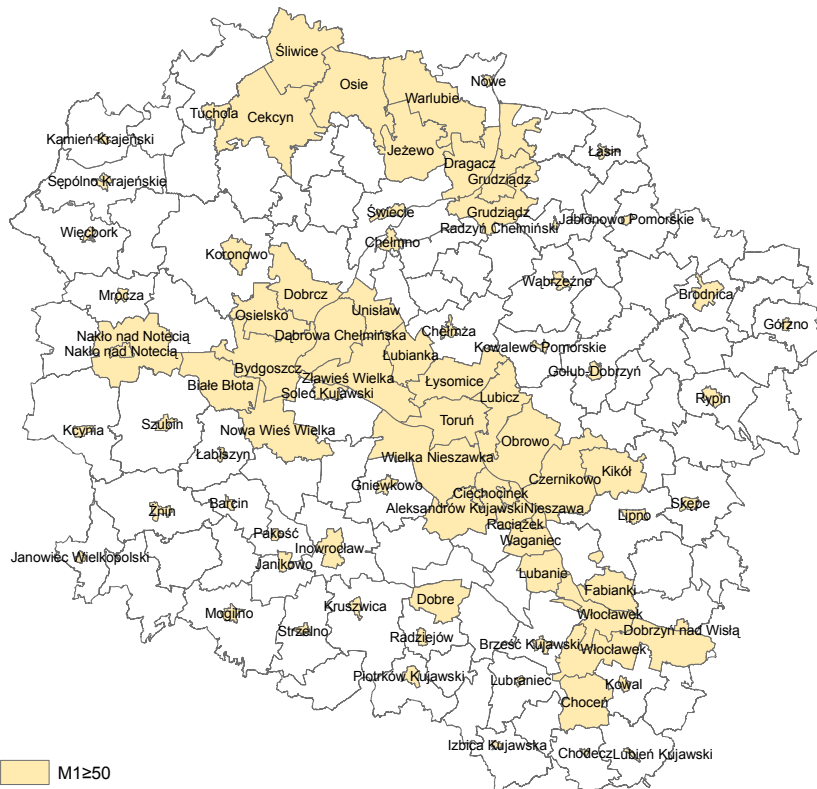 Śliwice
Osie
Nowe
Warlubie
Tuchola
Cekcyn
Kamień Krajeński
Jeżewo
Łasin
Dragacz
Grudziądz
Sępólno Krajeńskie
Świecie
Grudziądz
Jabłonowo Pomorskie
Radzyń Chełmiński
Więcbork
Chełmno
Koronowo
Wąbrzeźno
Mrocza
Dobrcz
Brodnica
Unisław
Osielsko
Górzno
Chełmża
Nakło nad Notecią
Dąbrowa Chełmińska
Kowalewo Pomorskie
Nakło nad Notecią
Łubianka
Bydgoszcz
Golub-Dobrzyń
Zławieś Wielka
Łysomice
Białe Błota
Solec Kujawski
Lubicz
Rypin
Toruń
Szubin
Kcynia
Nowa Wieś Wielka
Obrowo
Łabiszyn
Wielka Nieszawka
Kikół
Czernikowo
Gniewkowo
Ciechocinek
Barcin
Skępe
Żnin
Aleksandrów Kujawski
Nieszawa
Lipno
Raciążek
Pakość
Waganiec
Inowrocław
Janowiec Wielkopolski
Janikowo
Lubanie
Fabianki
Dobre
Kruszwica
Mogilno
Włocławek
Strzelno
Dobrzyń nad Wisłą
Radziejów
Brześć Kujawski
Włocławek
Piotrków Kujawski
Lubraniec
Kowal
Choceń
Izbica Kujawska
Chodecz
Lubień Kujawski
M1≥50